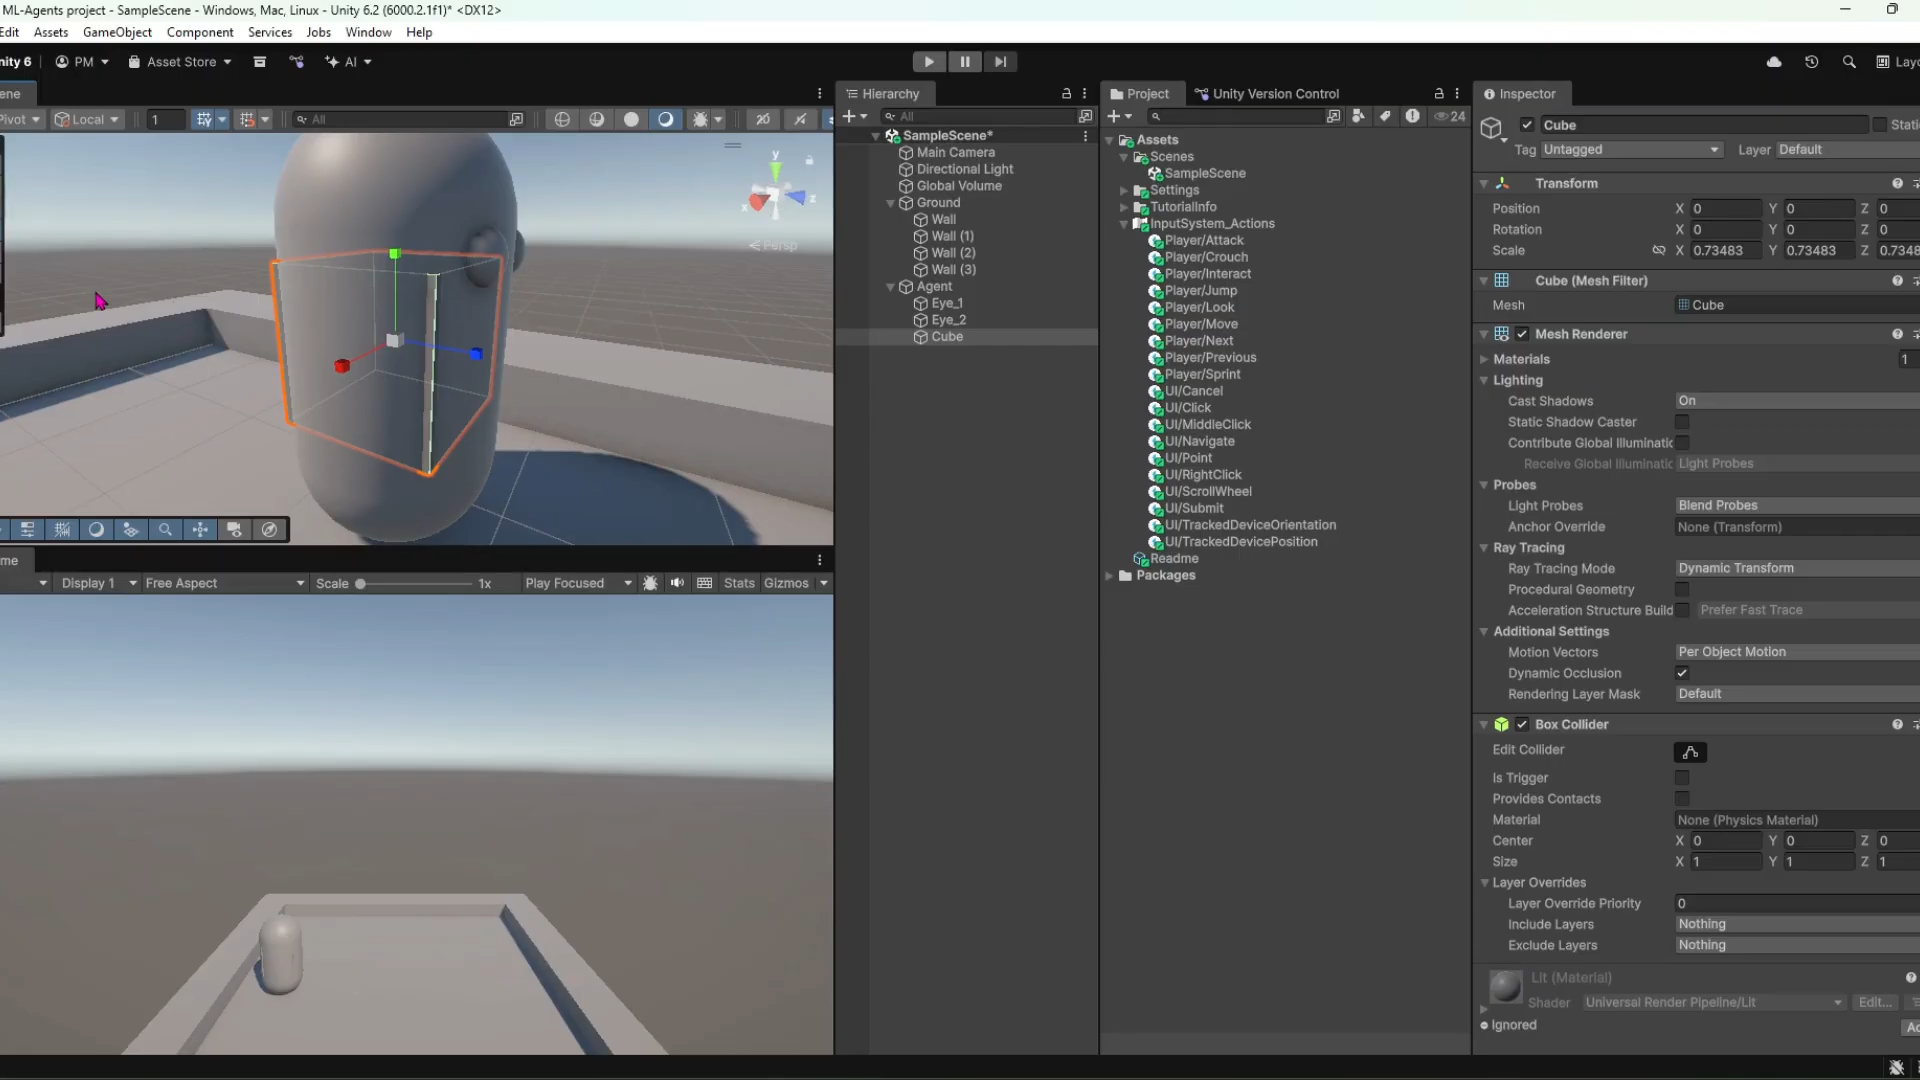 ML-Agents project - SampleScene - Windows, Mac, Linux - Unity 6.2 (6000.2.1f1)* <DX12>
Edit Assets GameObject Component Services Jobs Window Help
nity 6 PM Asset Store AI Layo
ene Hierarchy Project Unity Version Control Inspector
Pivot Local 1 All All 24
Cube Static
Tag Untagged Layer Default
SampleScene*
Main Camera
Directional Light
Global Volume
Ground
Wall
Wall (1)
Wall (2)
Wall (3)
Agent
Eye_1
Eye_2
Cube
y
x z
Persp
Assets
Scenes
SampleScene
Settings
TutorialInfo
InputSystem_Actions
Player/Attack
Player/Crouch
Player/Interact
Player/Jump
Player/Look
Player/Move
Player/Next
Player/Previous
Player/Sprint
UI/Cancel
UI/Click
UI/MiddleClick
UI/Navigate
UI/Point
UI/RightClick
UI/ScrollWheel
UI/Submit
UI/TrackedDeviceOrientation
UI/TrackedDevicePosition
Readme
Packages
Transform
Position X 0 Y 0 Z 0
Rotation X 0 Y 0 Z 0
Scale X 0.73483 Y 0.73483 Z 0.7348
Cube (Mesh Filter)
Mesh Cube
Mesh Renderer
Materials 1
Lighting
Cast Shadows On
Static Shadow Caster
Contribute Global Illuminatic
Receive Global Illuminatic Light Probes
Probes
Light Probes Blend Probes
Anchor Override None (Transform)
Ray Tracing
Ray Tracing Mode Dynamic Transform
Procedural Geometry
Acceleration Structure Build Prefer Fast Trace
Additional Settings
Motion Vectors Per Object Motion
Dynamic Occlusion
Rendering Layer Mask Default
Box Collider
Edit Collider
Is Trigger
Provides Contacts
Material None (Physics Material)
Center X 0 Y 0 Z 0
Size X 1 Y 1 Z 1
Layer Overrides
Layer Override Priority 0
Include Layers Nothing
Exclude Layers Nothing
Lit (Material)
Shader Universal Render Pipeline/Lit Edit...
Ignored Ad
me
Display 1 Free Aspect Scale 1x Play Focused Stats Gizmos